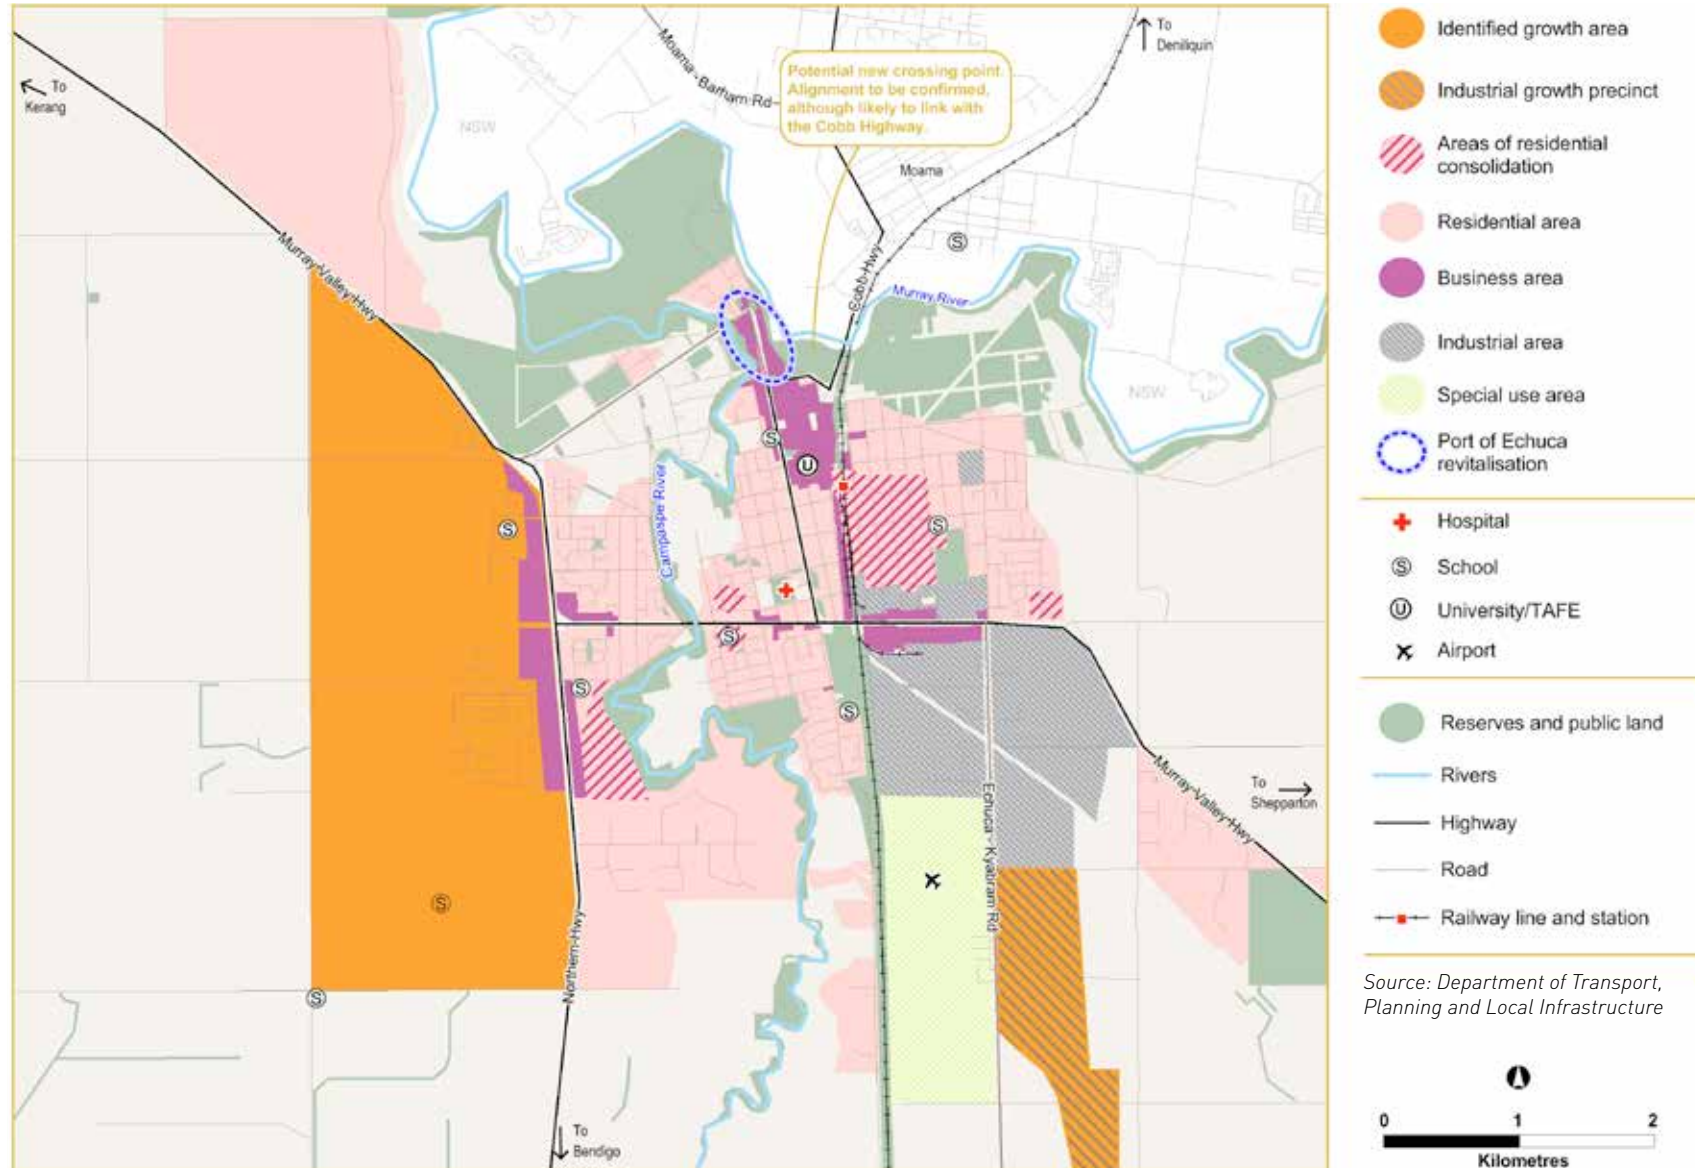 To
Kerang
Moama - Barham Rd
To
Deniliquin
Potential new crossing point.
Alignment to be confirmed,
although likely to link with
the Cobb Highway.
NSW
Moama
S
Murray Valley Hwy
Cobb Hwy
Murray River
NSW
S
U
Campaspe River
S
S
S
S
S
Echuca - Kyabram Rd
Murray Valley Hwy
To
Shepparton
S
Northern Hwy
S
To
Bendigo
Identified growth area
Industrial growth precinct
Areas of residential
consolidation
Residential area
Business area
Industrial area
Special use area
Port of Echuca
revitalisation
Hospital
S School
U University/TAFE
Airport
Reserves and public land
Rivers
Highway
Road
Railway line and station
Source: Department of Transport,
Planning and Local Infrastructure
0 1 2
Kilometres